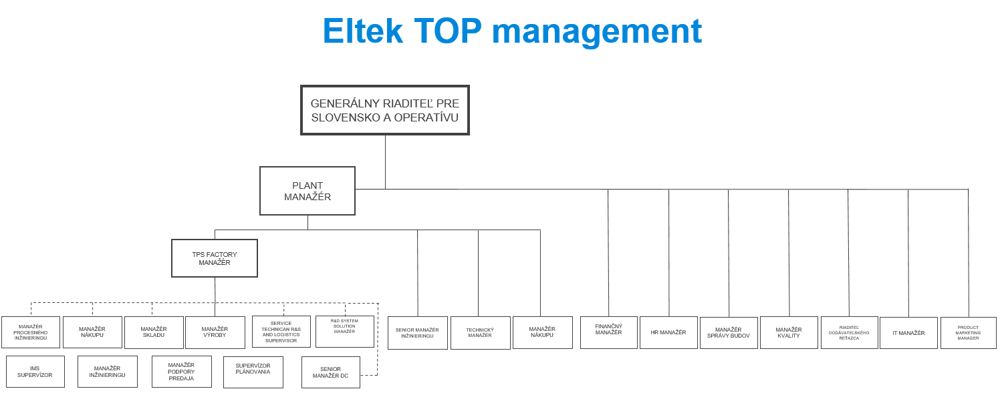 Eltek TOP management
GENERÁLNY RIADITEĽ PRE
SLOVENSKO A OPERATÍVU
PLANT
MANAŽÉR
TPS FACTORY
MANAŽÉR
MANAŽÉR
PROCESNÉHO
INŽINIERINGU
MANAŽÉR
NÁKUPU
MANAŽÉR
SKLADU
MANAŽÉR
VÝROBY
SERVICE
TECHNICAN R&S
AND LOGISTICS
SUPERVISOR
R&D SYSTEM
SOLUTION
MANAŽÉR
SENIOR MANAŽÉR
INŽINIERINGU
TECHNICKÝ
MANAŽÉR
MANAŽÉR
NÁKUPU
FINANČNÝ
MANAŽÉR
HR MANAŽÉR
MANAŽÉR
SPRÁVY BUDOV
MANAŽÉR
KVALITY
RIADITEĽ
DODÁVATEĽSKÉHO
REŤAZCA
IT MANAŽÉR
PRODUCT
MARKETING
MANAGER
IMS
SUPERVÍZOR
MANAŽÉR
INŽINIERINGU
MANAŽÉR
PODPORY
PREDAJA
SUPERVÍZOR
PLÁNOVANIA
SENIOR
MANAŽÉR DC